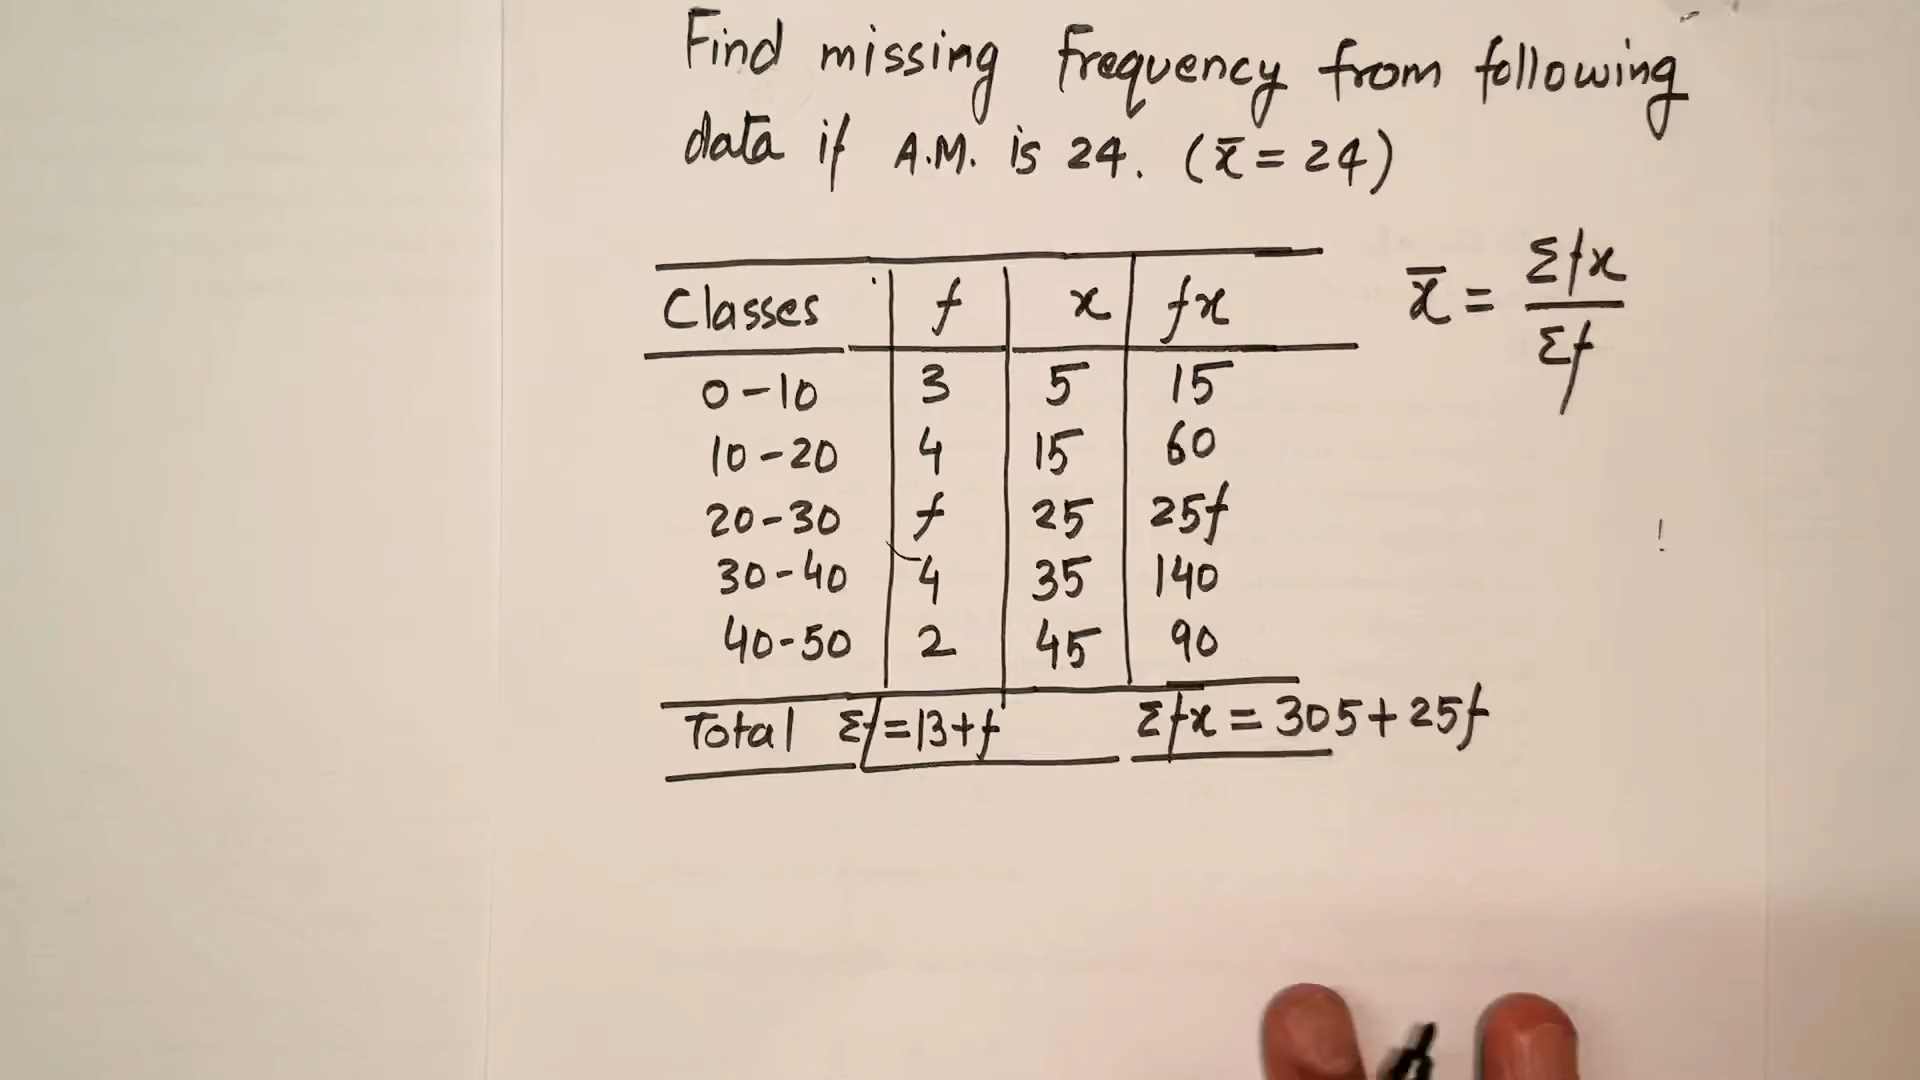 Find missing frequency from following
data if A.M. is 24. (x̄ = 24)
x̄ = Σfx / Σf
Classes f x fx
0-10 3 5 15
10-20 4 15 60
20-30 f 25 25f
30-40 4 35 140
40-50 2 45 90
Total Σf=13+f Σfx = 305+25f